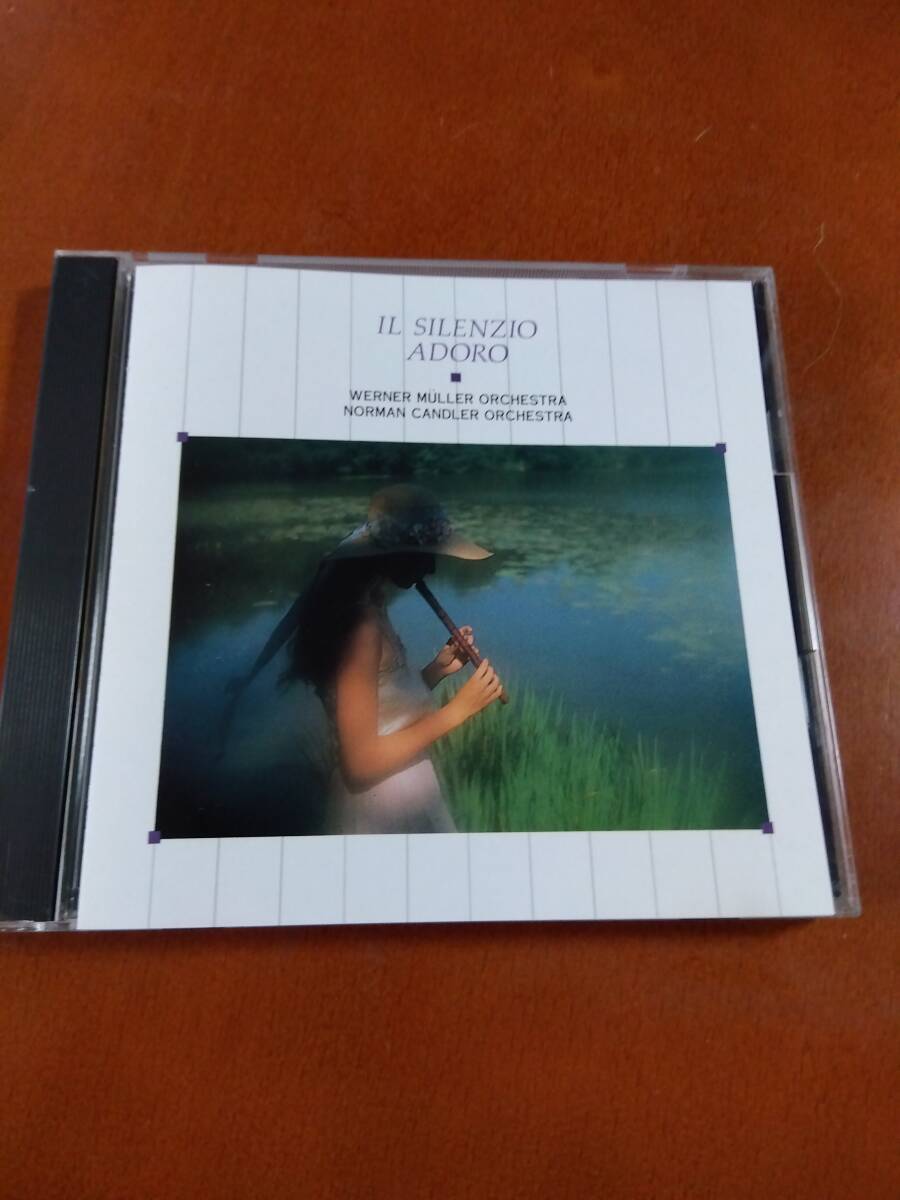 IL SILENZIO
ADORO
WERNER MÜLLER ORCHESTRA
NORMAN CANDLER ORCHESTRA